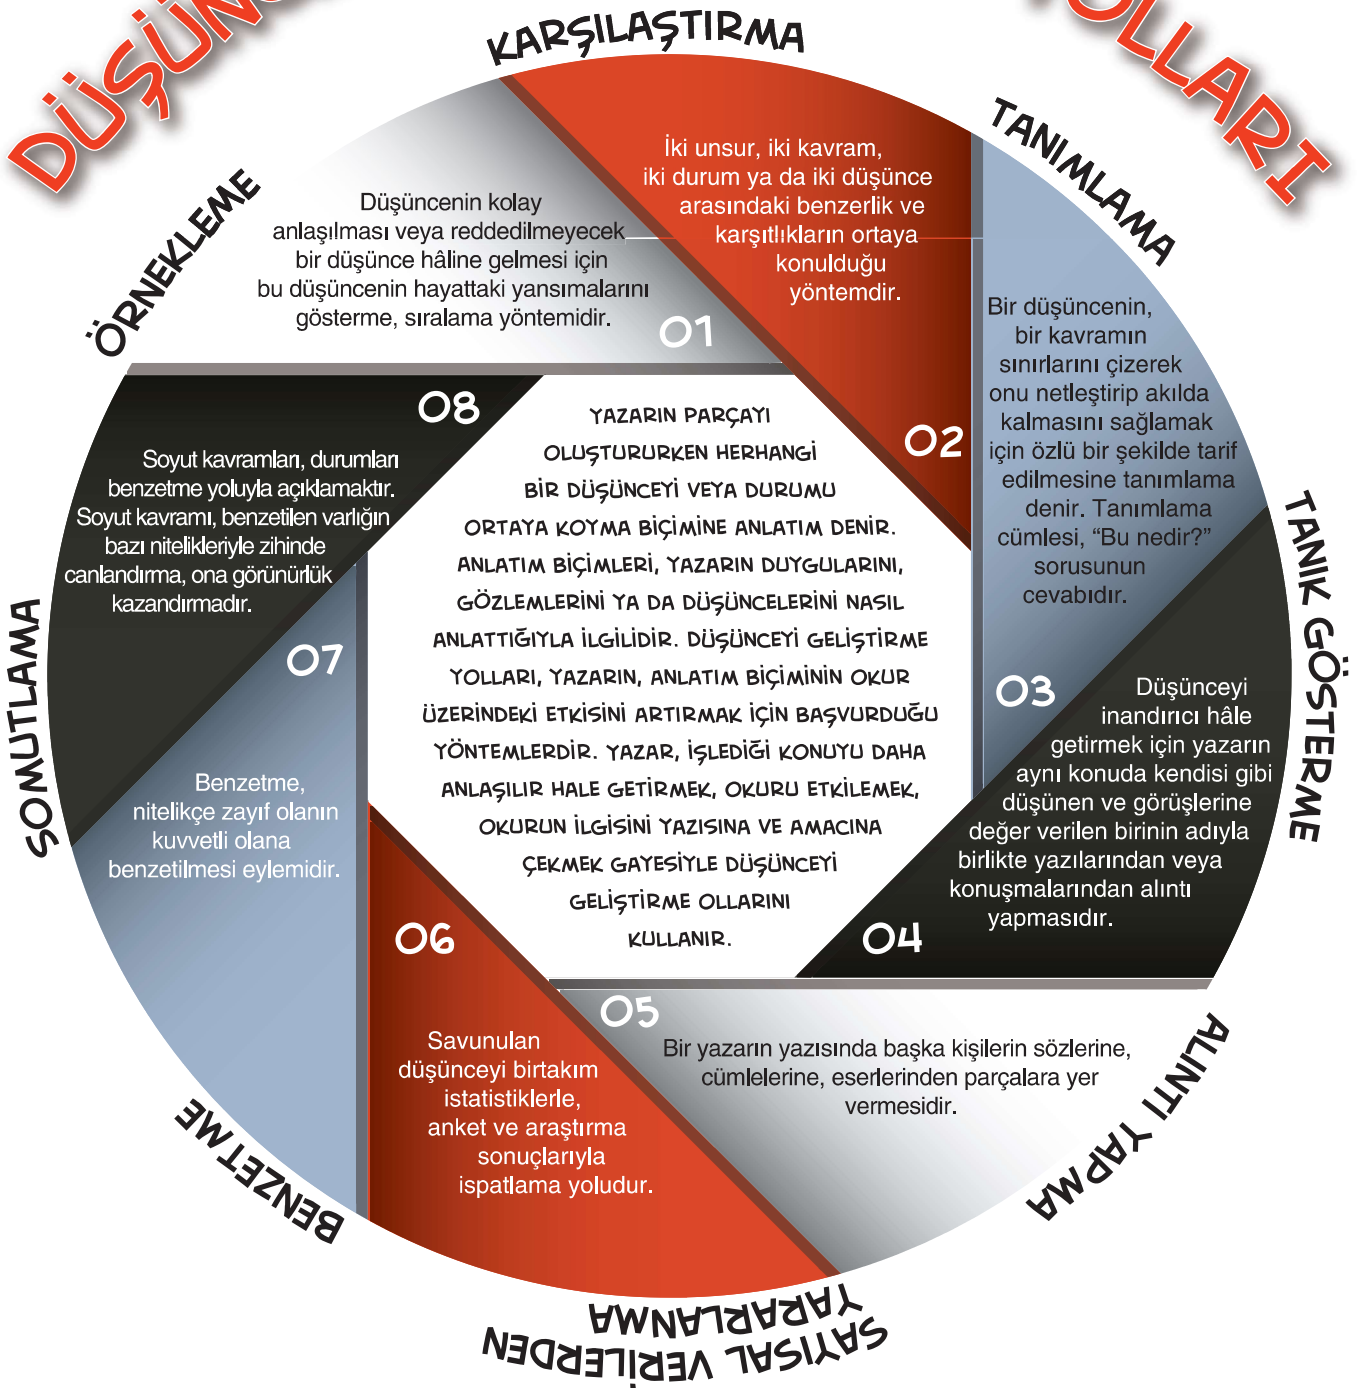 DÜŞÜN
YOLLARI
ÖRNEKLEME
Düşüncenin kolay
anlaşılması veya reddedilmeyecek
bir düşünce hâline gelmesi için
bu düşüncenin hayattaki yansımalarını
gösterme, sıralama yöntemidir.
01
KARŞILAŞTIRMA
İki unsur, iki kavram,
iki durum ya da iki düşünce
arasındaki benzerlik ve
karşıtlıkların ortaya
konulduğu
yöntemdir.
02
TANIMLAMA
Bir düşüncenin,
bir kavramın
sınırlarını çizerek
onu netleştirip akılda
kalmasını sağlamak
için özlü bir şekilde tarif
edilmesine tanımlama
denir. Tanımlama
cümlesi, “Bu nedir?”
sorusunun
cevabıdır.
03
TANIK GÖSTERME
Düşünceyi
inandırıcı hâle
getirmek için yazarın
aynı konuda kendisi gibi
düşünen ve görüşlerine
değer verilen birinin adıyla
birlikte yazılarından veya
konuşmalarından alıntı
yapmasıdır.
04
ALINTI YAPMA
05
Bir yazarın yazısında başka kişilerin sözlerine,
cümlelerine, eserlerinden parçalara yer
vermesidir.
SAYISAL VERİLERDEN
YARARLANMA
06
Savunulan
düşünceyi birtakım
istatistiklerle,
anket ve araştırma
sonuçlarıyla
ispatlama yoludur.
BENZETME
07
Benzetme,
nitelikçe zayıf olanın
kuvvetli olana
benzetilmesi eylemidir.
SOMUTLAMA
08
Soyut kavramları, durumları
benzetme yoluyla açıklamaktır.
Soyut kavramı, benzetilen varlığın
bazı nitelikleriyle zihinde
canlandırma, ona görünürlük
kazandırmadır.
YAZARIN PARÇAYI
OLUŞTURURKEN HERHANGİ
BİR DÜŞÜNCEYİ VEYA DURUMU
ORTAYA KOYMA BİÇİMİNE ANLATIM DENİR.
ANLATIM BİÇİMLERİ, YAZARIN DUYGULARINI,
GÖZLEMLERİNİ YA DA DÜŞÜNCELERİNİ NASIL
ANLATTIĞIYLA İLGİLİDİR. DÜŞÜNCEYİ GELİŞTİRME
YOLLARI, YAZARIN, ANLATIM BİÇİMİNİN OKUR
ÜZERİNDEKİ ETKİSİNİ ARTIRMAK İÇİN BAŞVURDUĞU
YÖNTEMLERDİR. YAZAR, İŞLEDİĞİ KONUYU DAHA
ANLAŞILIR HALE GETİRMEK, OKURU ETKİLEMEK,
OKURUN İLGİSİNİ YAZISINA VE AMACINA
ÇEKMEK GAYESİYLE DÜŞÜNCEYİ
GELİŞTİRME OLLARINI
KULLANIR.